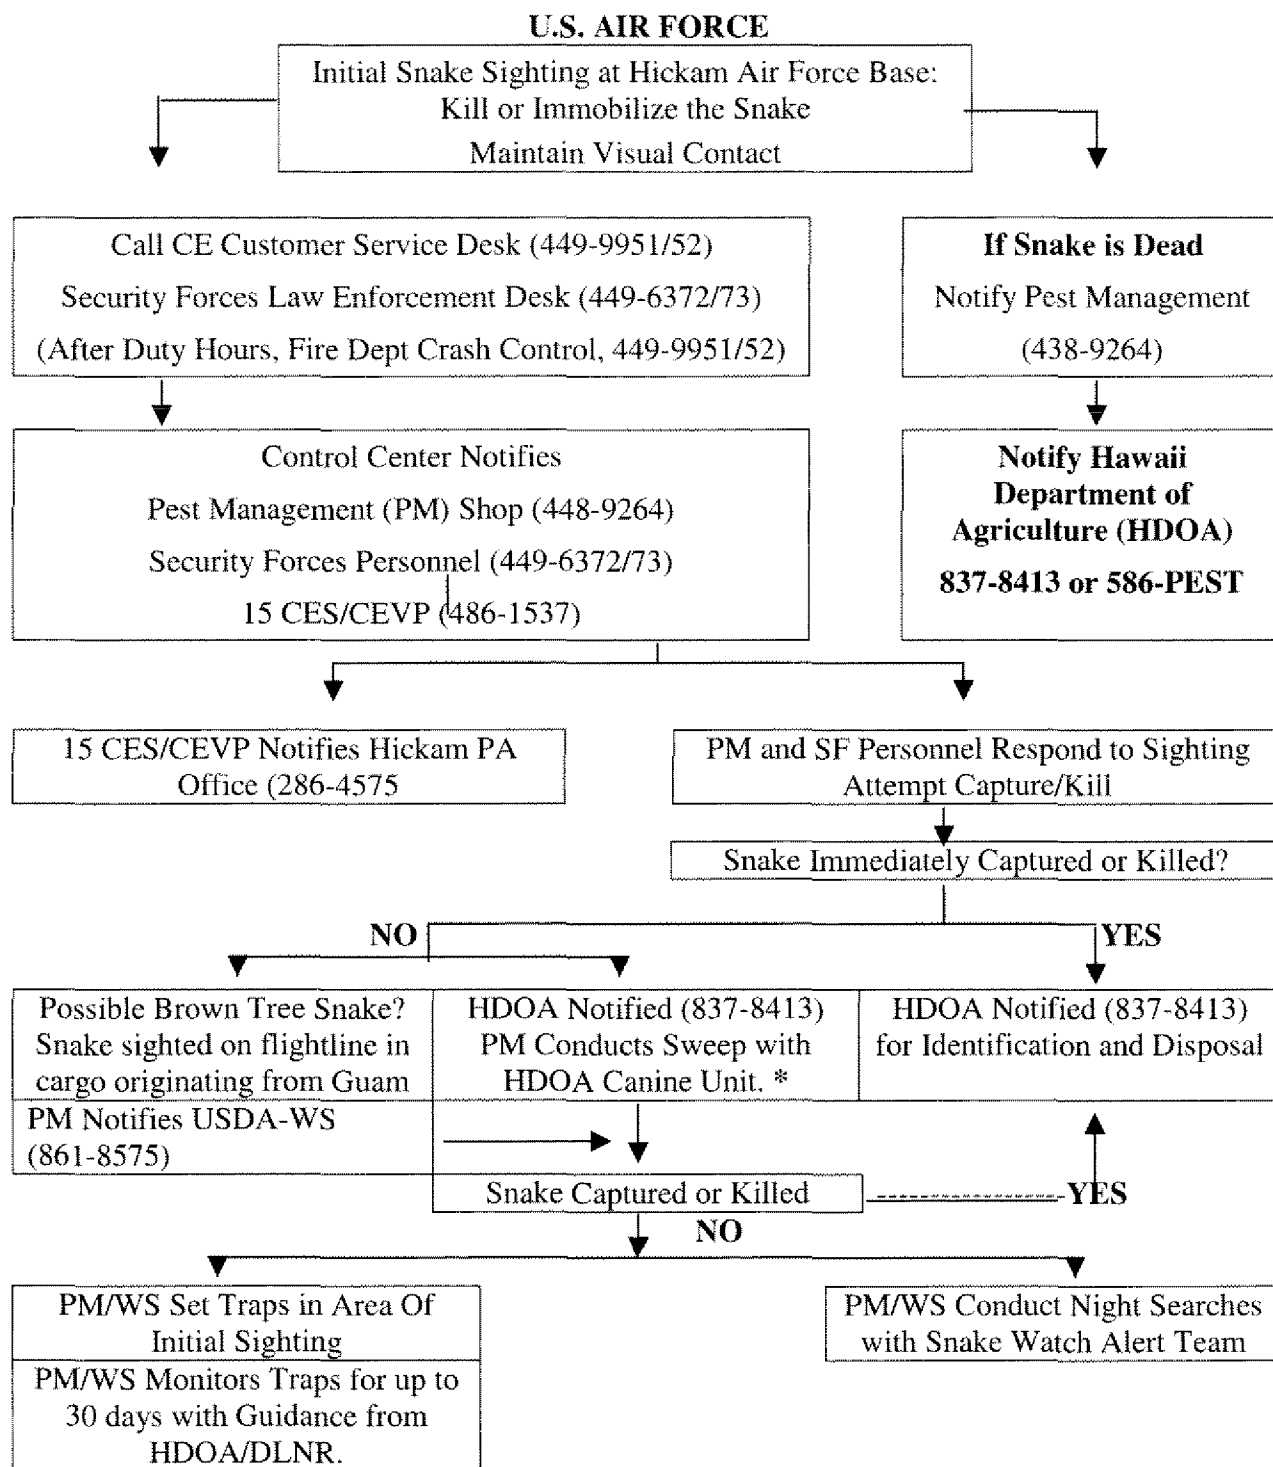 U.S. AIR FORCE
Initial Snake Sighting at Hickam Air Force Base:
Kill or Immobilize the Snake
Maintain Visual Contact
Call CE Customer Service Desk (449-9951/52)
Security Forces Law Enforcement Desk (449-6372/73)
(After Duty Hours, Fire Dept Crash Control, 449-9951/52)
If Snake is Dead
Notify Pest Management
(438-9264)
Control Center Notifies
Pest Management (PM) Shop (448-9264)
Security Forces Personnel (449-6372/73)
15 CES/CEVP (486-1537)
Notify Hawaii
Department of
Agriculture (HDOA)
837-8413 or 586-PEST
15 CES/CEVP Notifies Hickam PA
Office (286-4575
PM and SF Personnel Respond to Sighting
Attempt Capture/Kill
Snake Immediately Captured or Killed?
NO
YES
Possible Brown Tree Snake?
Snake sighted on flightline in
cargo originating from Guam
PM Notifies USDA-WS
(861-8575)
HDOA Notified (837-8413)
PM Conducts Sweep with
HDOA Canine Unit. *
HDOA Notified (837-8413)
for Identification and Disposal
Snake Captured or Killed
YES
NO
PM/WS Set Traps in Area Of
Initial Sighting
PM/WS Monitors Traps for up to
30 days with Guidance from
HDOA/DLNR.
PM/WS Conduct Night Searches
with Snake Watch Alert Team